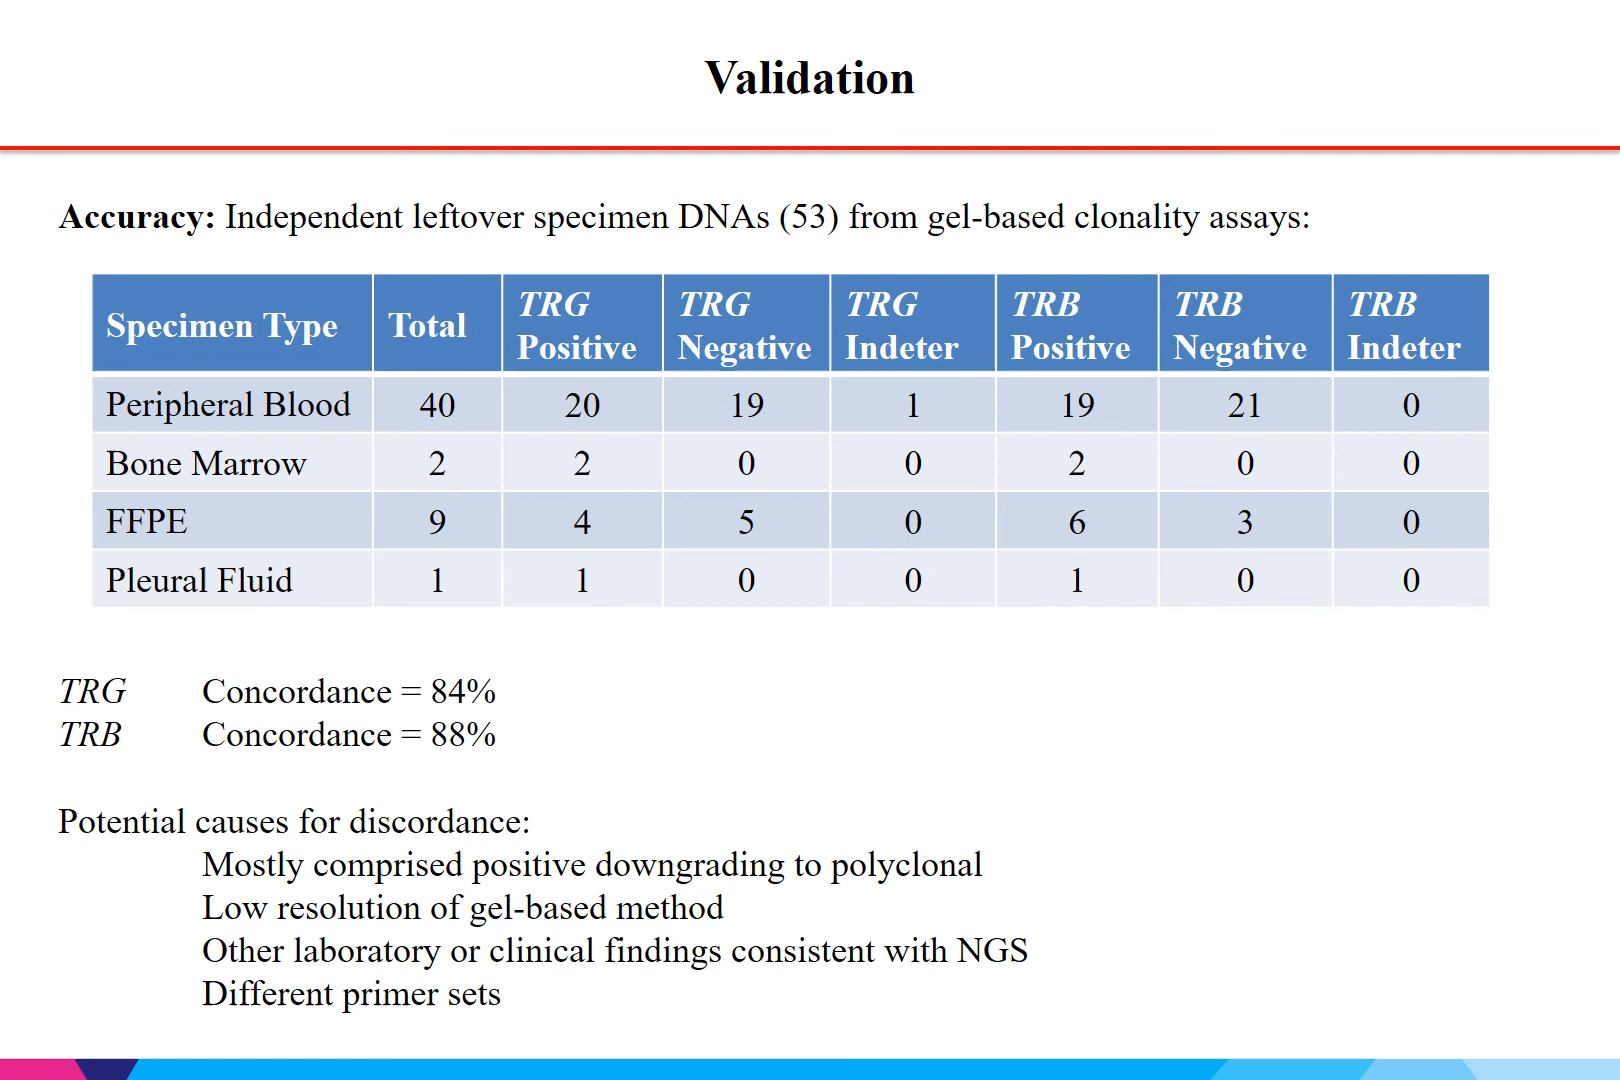 Validation
Accuracy: Independent leftover specimen DNAs (53) from gel-based clonality assays:
Specimen Type Total TRG Positive TRG Negative TRG Indeter TRB Positive TRB Negative TRB Indeter
Peripheral Blood 40 20 19 1 19 21 0
Bone Marrow 2 2 0 0 2 0 0
FFPE 9 4 5 0 6 3 0
Pleural Fluid 1 1 0 0 1 0 0
TRG Concordance = 84%
TRB Concordance = 88%
Potential causes for discordance:
Mostly comprised positive downgrading to polyclonal
Low resolution of gel-based method
Other laboratory or clinical findings consistent with NGS
Different primer sets